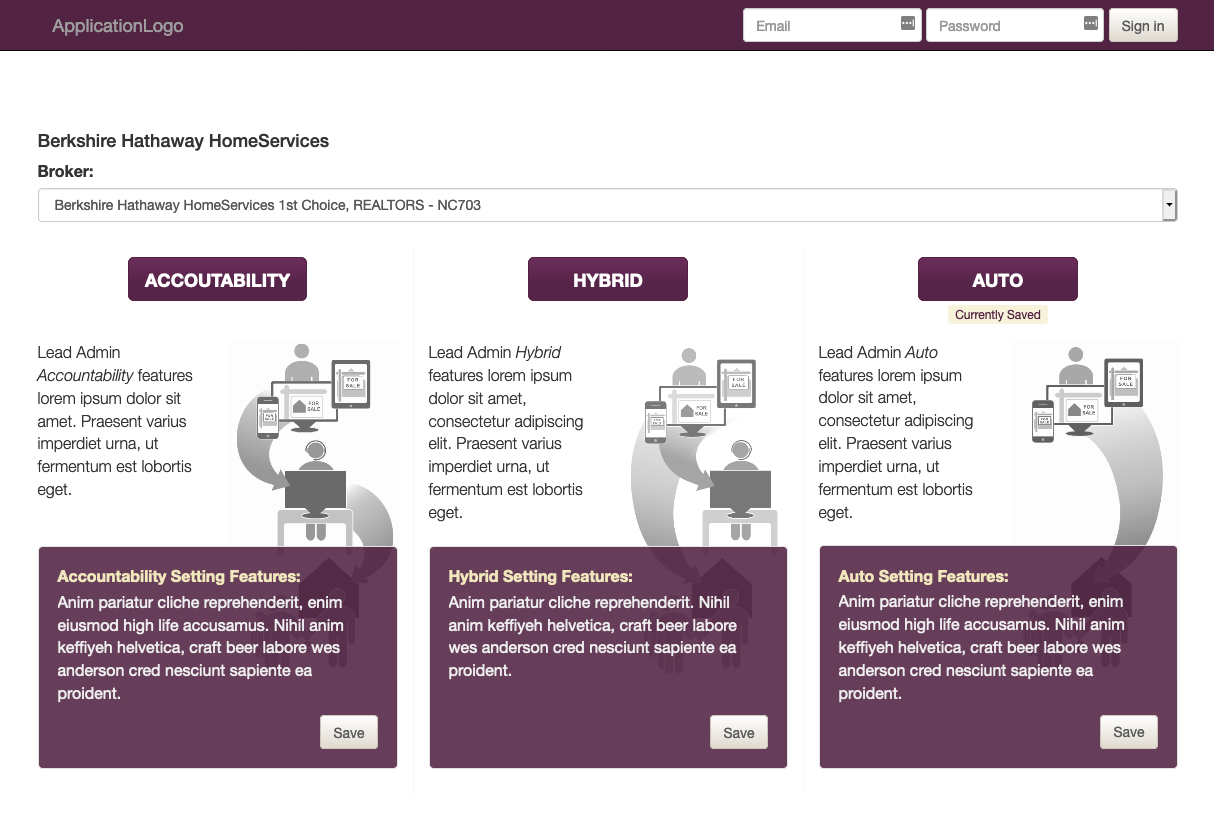 ApplicationLogo
Email
Password
Sign in
Berkshire Hathaway HomeServices
Broker:
Berkshire Hathaway HomeServices 1st Choice, REALTORS - NC703
ACCOUTABILITY
HYBRID
AUTO
Currently Saved
Lead Admin
Accountability features
lorem ipsum dolor sit
amet. Praesent varius
imperdiet urna, ut
fermentum est lobortis
eget.
FOR
SALE
FOR
SALE
FOR
SALE
Lead Admin Hybrid
features lorem ipsum
dolor sit amet,
consectetur adipiscing
elit. Praesent varius
imperdiet urna, ut
fermentum est lobortis
eget.
FOR
SALE
FOR
SALE
FOR
SALE
Lead Admin Auto
features lorem ipsum
dolor sit amet,
consectetur adipiscing
elit. Praesent varius
imperdiet urna, ut
fermentum est lobortis
eget.
FOR
SALE
FOR
SALE
FOR
SALE
Accountability Setting Features:
Anim pariatur cliche reprehenderit, enim
eiusmod high life accusamus. Nihil anim
keffiyeh helvetica, craft beer labore wes
anderson cred nesciunt sapiente ea
proident.
Save
Hybrid Setting Features:
Anim pariatur cliche reprehenderit. Nihil
anim keffiyeh helvetica, craft beer labore
wes anderson cred nesciunt sapiente ea
proident.
Save
Auto Setting Features:
Anim pariatur cliche reprehenderit, enim
eiusmod high life accusamus. Nihil anim
keffiyeh helvetica, craft beer labore wes
anderson cred nesciunt sapiente ea
proident.
Save